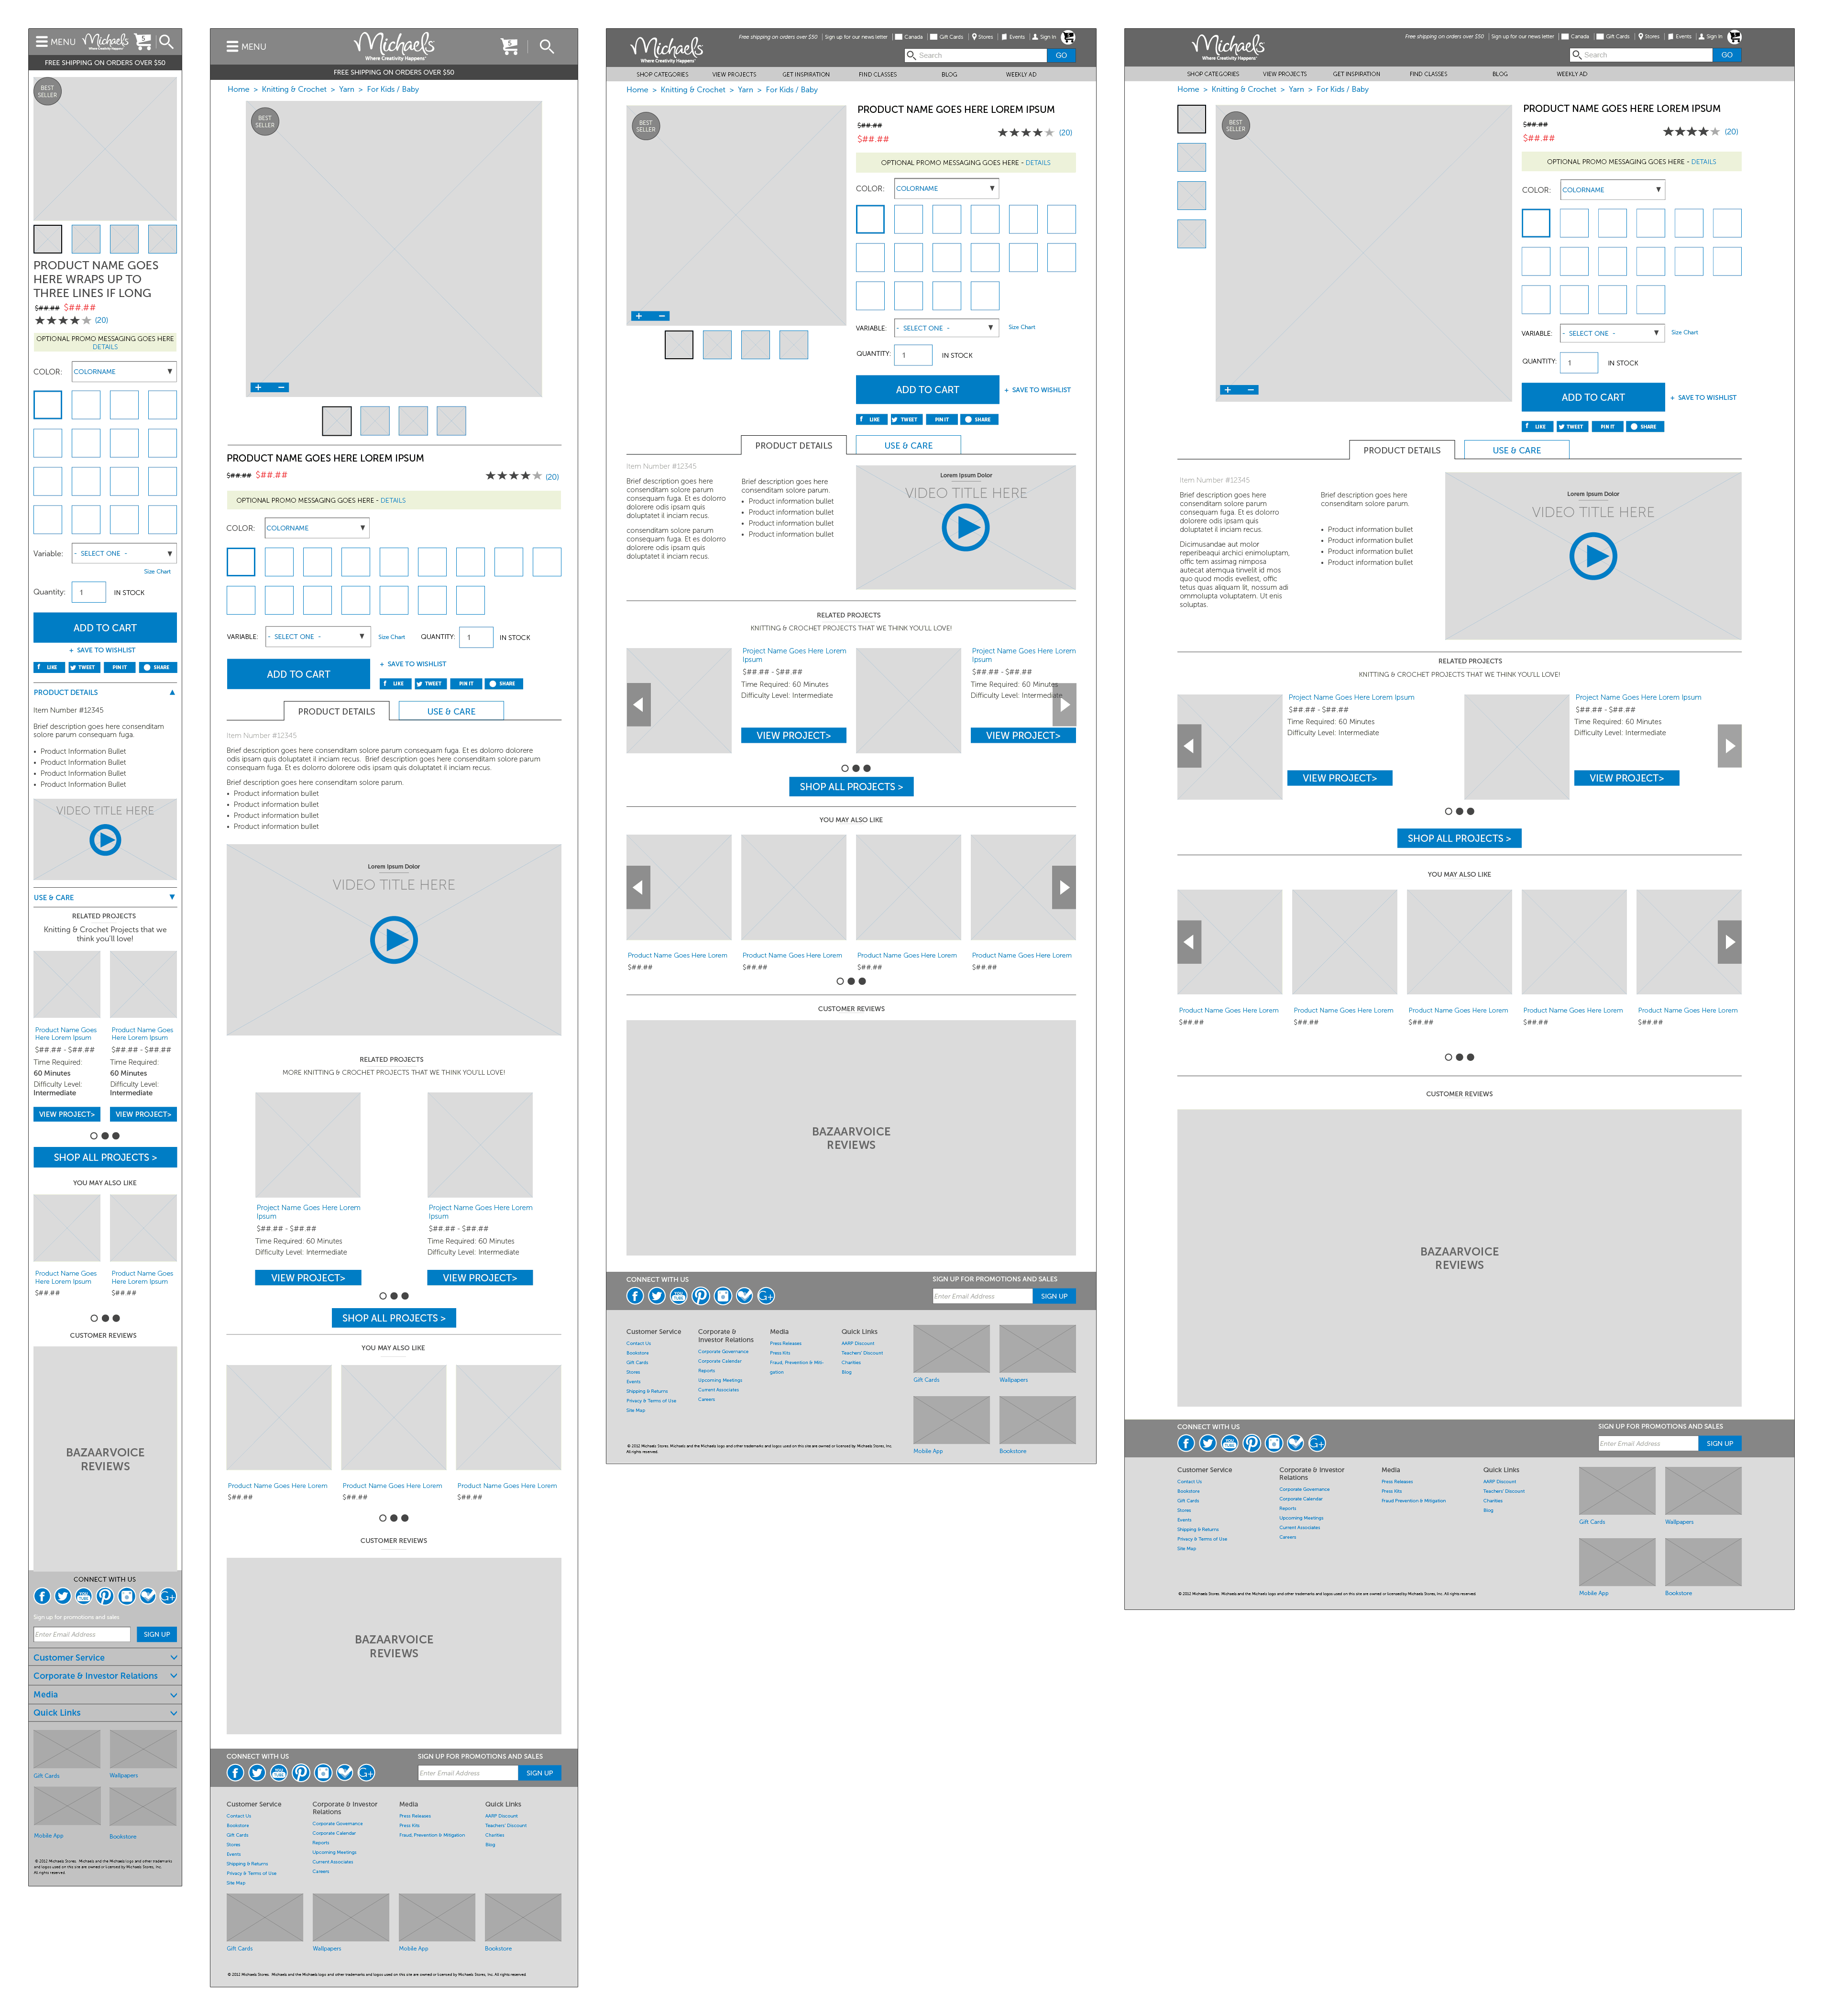 MENU
Michaels
Where Creativity Happens
5
FREE SHIPPING ON ORDERS OVER $50
BEST
SELLER
PRODUCT NAME GOES
HERE WRAPS UP TO
THREE LINES IF LONG
$##.## $##.##
(20)
OPTIONAL PROMO MESSAGING GOES HERE
DETAILS
COLOR: COLORNAME
Variable: - SELECT ONE -
Size Chart
Quantity: 1 IN STOCK
ADD TO CART
+ SAVE TO WISHLIST
LIKE TWEET PIN IT SHARE
PRODUCT DETAILS
Item Number #12345
Brief description goes here consenditam
solore parum consequam fuga.
• Product Information Bullet
• Product Information Bullet
• Product Information Bullet
• Product Information Bullet
VIDEO TITLE HERE
USE & CARE
RELATED PROJECTS
Knitting & Crochet Projects that we
think you'll love!
Product Name Goes Product Name Goes
Here Lorem Ipsum Here Lorem Ipsum
$##.## - $##.## $##.## - $##.##
Time Required: Time Required:
60 Minutes 60 Minutes
Difficulty Level: Difficulty Level:
Intermediate Intermediate
VIEW PROJECT> VIEW PROJECT>
SHOP ALL PROJECTS >
YOU MAY ALSO LIKE
Product Name Goes Product Name Goes
Here Lorem Ipsum Here Lorem Ipsum
$##.## $##.##
CUSTOMER REVIEWS
BAZAARVOICE
REVIEWS
CONNECT WITH US
Sign up for promotions and sales
Enter Email Address SIGN UP
Customer Service
Corporate & Investor Relations
Media
Quick Links
Gift Cards Wallpapers
Mobile App Bookstore
© 2012 Michaels Stores. Michaels and the Michaels logo and other trademarks
and logos used on this site are owned or licensed by Michaels Stores, Inc.
All rights reserved
MENU
Michaels
Where Creativity Happens
5
FREE SHIPPING ON ORDERS OVER $50
Home > Knitting & Crochet > Yarn > For Kids / Baby
BEST
SELLER
+ −
PRODUCT NAME GOES HERE LOREM IPSUM
$##.## $##.## (20)
OPTIONAL PROMO MESSAGING GOES HERE - DETAILS
COLOR: COLORNAME
VARIABLE: - SELECT ONE - Size Chart QUANTITY: 1 IN STOCK
ADD TO CART
+ SAVE TO WISHLIST
LIKE TWEET PIN IT SHARE
PRODUCT DETAILS USE & CARE
Item Number #12345
Brief description goes here consenditam solore parum consequam fuga. Et es dolorro dolorere
odis ipsam quis doluptatet il inciam recus. Brief description goes here consenditam solore parum
consequam fuga. Et es dolorro dolorere odis ipsam quis doluptatet il inciam recus.
Brief description goes here consenditam solore parum.
• Product information bullet
• Product information bullet
• Product information bullet
• Product information bullet
Lorem Ipsum Dolor
VIDEO TITLE HERE
RELATED PROJECTS
MORE KNITTING & CROCHET PROJECTS THAT WE THINK YOU'LL LOVE!
Project Name Goes Here Lorem Project Name Goes Here Lorem
Ipsum Ipsum
$##.## - $##.## $##.## - $##.##
Time Required: 60 Minutes Time Required: 60 Minutes
Difficulty Level: Intermediate Difficulty Level: Intermediate
VIEW PROJECT> VIEW PROJECT>
SHOP ALL PROJECTS >
YOU MAY ALSO LIKE
Product Name Goes Here Lorem Product Name Goes Here Lorem Product Name Goes Here Lorem
$##.## $##.## $##.##
CUSTOMER REVIEWS
BAZAARVOICE
REVIEWS
CONNECT WITH US SIGN UP FOR PROMOTIONS AND SALES
Enter Email Address SIGN UP
Customer Service
Contact Us
Bookstore
Gift Cards
Stores
Events
Shipping & Returns
Privacy & Terms of Use
Site Map
Corporate & Investor
Relations
Corporate Governance
Corporate Calendar
Reports
Upcoming Meetings
Current Associates
Careers
Media
Press Releases
Press Kits
Fraud, Prevention & Mitigation
Quick Links
AARP Discount
Teachers' Discount
Charities
Blog
Gift Cards Wallpapers Mobile App Bookstore
© 2012 Michaels Stores. Michaels and the Michaels logo and other trademarks and logos used on this site are owned or licensed by Michaels Stores, Inc. All rights reserved
Michaels
Where Creativity Happens
Free shipping on orders over $50 Sign up for our news letter Canada Gift Cards Stores Events Sign In
Search GO
SHOP CATEGORIES VIEW PROJECTS GET INSPIRATION FIND CLASSES BLOG WEEKLY AD
Home > Knitting & Crochet > Yarn > For Kids / Baby
BEST
SELLER
+ −
PRODUCT NAME GOES HERE LOREM IPSUM
$##.##
$##.## (20)
OPTIONAL PROMO MESSAGING GOES HERE - DETAILS
COLOR: COLORNAME
VARIABLE: - SELECT ONE - Size Chart
QUANTITY: 1 IN STOCK
ADD TO CART + SAVE TO WISHLIST
LIKE TWEET PIN IT SHARE
PRODUCT DETAILS USE & CARE
Item Number #12345
Brief description goes here
consenditam solore parum
consequam fuga. Et es dolorro
dolorere odis ipsam quis
doluptatet il inciam recus.
consenditam solore parum
consequam fuga. Et es dolorro
dolorere odis ipsam quis
doluptatet il inciam recus.
Brief description goes here
consenditam solore parum.
• Product information bullet
• Product information bullet
• Product information bullet
• Product information bullet
Lorem Ipsum Dolor
VIDEO TITLE HERE
RELATED PROJECTS
KNITTING & CROCHET PROJECTS THAT WE THINK YOU'LL LOVE!
Project Name Goes Here Lorem Project Name Goes Here Lorem
Ipsum Ipsum
$##.## - $##.## $##.## - $##.##
Time Required: 60 Minutes Time Required: 60 Minutes
Difficulty Level: Intermediate Difficulty Level: Intermediate
VIEW PROJECT> VIEW PROJECT>
SHOP ALL PROJECTS >
YOU MAY ALSO LIKE
Product Name Goes Here Lorem Product Name Goes Here Lorem Product Name Goes Here Lorem Product Name Goes Here Lorem
$##.## $##.## $##.## $##.##
CUSTOMER REVIEWS
BAZAARVOICE
REVIEWS
CONNECT WITH US SIGN UP FOR PROMOTIONS AND SALES
Enter Email Address SIGN UP
Customer Service
Contact Us
Bookstore
Gift Cards
Stores
Events
Shipping & Returns
Privacy & Terms of Use
Site Map
Corporate &
Investor Relations
Corporate Governance
Corporate Calendar
Reports
Upcoming Meetings
Current Associates
Careers
Media
Press Releases
Press Kits
Fraud, Prevention & Miti-
gation
Quick Links
AARP Discount
Teachers' Discount
Charities
Blog
Gift Cards Wallpapers
Mobile App Bookstore
© 2012 Michaels Stores. Michaels and the Michaels logo and other trademarks and logos used on this site are owned or licensed by Michaels Stores, Inc.
All rights reserved
Michaels
Where Creativity Happens
Free shipping on orders over $50 Sign up for our news letter Canada Gift Cards Stores Events Sign In
Search GO
SHOP CATEGORIES VIEW PROJECTS GET INSPIRATION FIND CLASSES BLOG WEEKLY AD
Home > Knitting & Crochet > Yarn > For Kids / Baby
BEST
SELLER
+ −
PRODUCT NAME GOES HERE LOREM IPSUM
$##.##
$##.## (20)
OPTIONAL PROMO MESSAGING GOES HERE - DETAILS
COLOR: COLORNAME
VARIABLE: - SELECT ONE - Size Chart
QUANTITY: 1 IN STOCK
ADD TO CART + SAVE TO WISHLIST
LIKE TWEET PIN IT SHARE
PRODUCT DETAILS USE & CARE
Item Number #12345
Brief description goes here
consenditam solore parum
consequam fuga. Et es dolorro
dolorere odis ipsam quis
doluptatet il inciam recus.
Dicimusandae aut molor
reperibeaqui archici enimoluptam,
offic tem assimag nimposa
autecat atemqua tinvelit id mos
quo quod modis evellest, offic
tetus quas aliquam lit, nossum adi
ommolupta voluptatem. Ut enis
soluptas.
Brief description goes here
consenditam solore parum.
• Product information bullet
• Product information bullet
• Product information bullet
• Product information bullet
Lorem Ipsum Dolor
VIDEO TITLE HERE
RELATED PROJECTS
KNITTING & CROCHET PROJECTS THAT WE THINK YOU'LL LOVE!
Project Name Goes Here Lorem Ipsum Project Name Goes Here Lorem Ipsum
$##.## - $##.## $##.## - $##.##
Time Required: 60 Minutes Time Required: 60 Minutes
Difficulty Level: Intermediate Difficulty Level: Intermediate
VIEW PROJECT> VIEW PROJECT>
SHOP ALL PROJECTS >
YOU MAY ALSO LIKE
Product Name Goes Here Lorem Product Name Goes Here Lorem Product Name Goes Here Lorem Product Name Goes Here Lorem Product Name Goes Here Lorem
$##.## $##.## $##.## $##.## $##.##
CUSTOMER REVIEWS
BAZAARVOICE
REVIEWS
CONNECT WITH US SIGN UP FOR PROMOTIONS AND SALES
Enter Email Address SIGN UP
Customer Service
Contact Us
Bookstore
Gift Cards
Stores
Events
Shipping & Returns
Privacy & Terms of Use
Site Map
Corporate & Investor
Relations
Corporate Governance
Corporate Calendar
Reports
Upcoming Meetings
Current Associates
Careers
Media
Press Releases
Press Kits
Fraud Prevention & Mitigation
Quick Links
AARP Discount
Teachers' Discount
Charities
Blog
Gift Cards Wallpapers
Mobile App Bookstore
© 2012 Michaels Stores. Michaels and the Michaels logo and other trademarks and logos used on this site are owned or licensed by Michaels Stores, Inc. All rights reserved